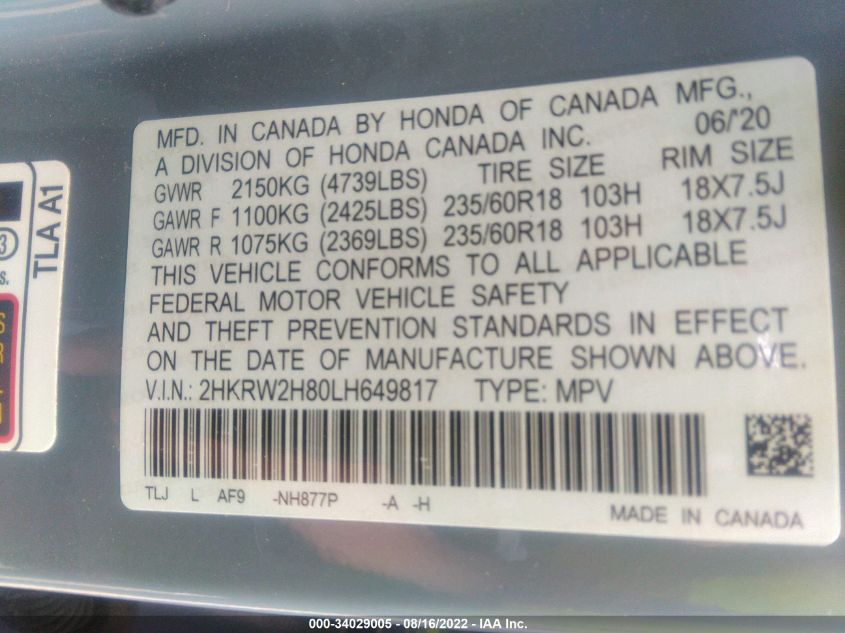 MFD. IN CANADA BY HONDA OF CANADA MFG.,
A DIVISION OF HONDA CANADA INC. 06/'20
GVWR 2150KG (4739LBS) TIRE SIZE RIM SIZE
GAWR F 1100KG (2425LBS) 235/60R18 103H 18X7.5J
GAWR R 1075KG (2369LBS) 235/60R18 103H 18X7.5J
THIS VEHICLE CONFORMS TO ALL APPLICABLE
FEDERAL MOTOR VEHICLE SAFETY
AND THEFT PREVENTION STANDARDS IN EFFECT
ON THE DATE OF MANUFACTURE SHOWN ABOVE.
V.I.N.: 2HKRW2H80LH649817 TYPE: MPV
TLJ L AF9 -NH877P -A -H
MADE IN CANADA
TLA A1
000-34029005 - 08/16/2022 - IAA Inc.